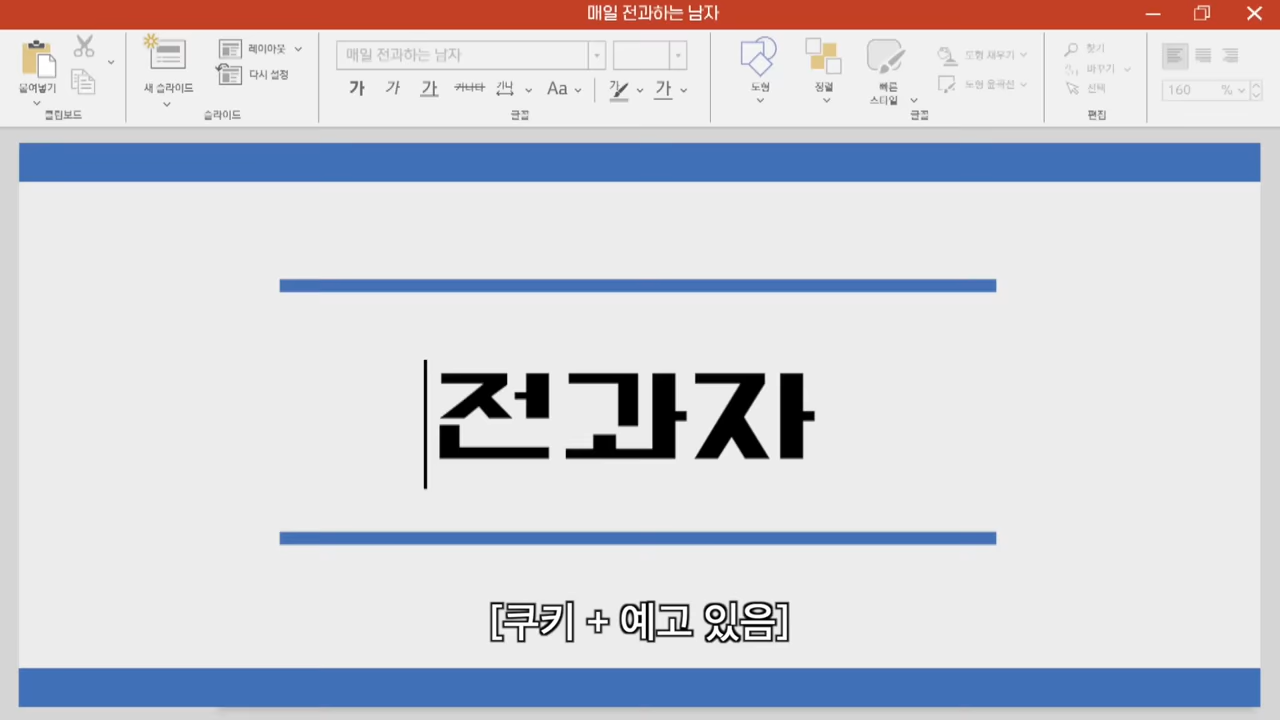 매일 전과하는 남자
붙여넣기
클립보드
새 슬라이드
레이아웃
다시 설정
슬라이드
매일 전과하는 남자
가 가 가 가나다 간 Aa 가 가
글꼴
도형
정렬
빠른
스타일
도형 채우기
도형 윤곽선
글꼴
찾기
바꾸기
선택
편집
160 %
전과자
[쿠키 + 예고 있음]